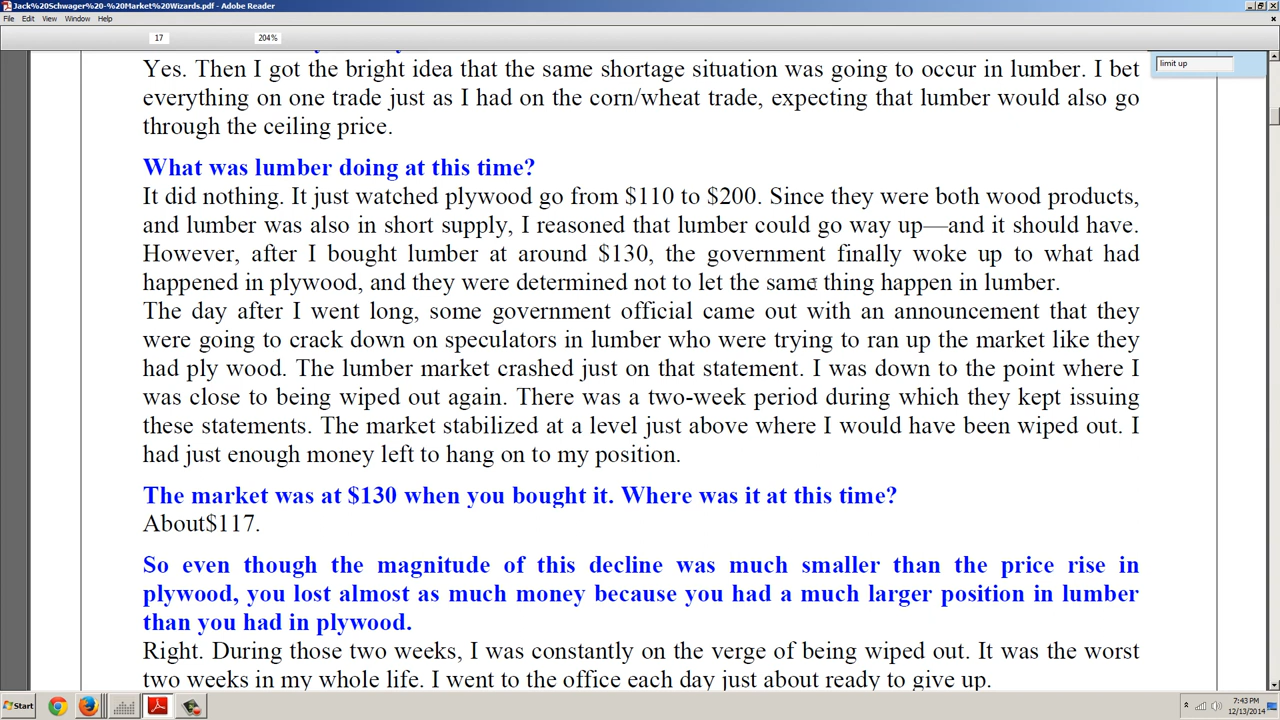 Jack%20Schwager%20-%20Market%20Wizards.pdf - Adobe Reader
File Edit View Window Help
17 204%
limit up
Yes. Then I got the bright idea that the same shortage situation was going to occur in lumber. I bet
everything on one trade just as I had on the corn/wheat trade, expecting that lumber would also go
through the ceiling price.
What was lumber doing at this time?
It did nothing. It just watched plywood go from $110 to $200. Since they were both wood products,
and lumber was also in short supply, I reasoned that lumber could go way up—and it should have.
However, after I bought lumber at around $130, the government finally woke up to what had
happened in plywood, and they were determined not to let the same thing happen in lumber.
The day after I went long, some government official came out with an announcement that they
were going to crack down on speculators in lumber who were trying to ran up the market like they
had ply wood. The lumber market crashed just on that statement. I was down to the point where I
was close to being wiped out again. There was a two-week period during which they kept issuing
these statements. The market stabilized at a level just above where I would have been wiped out. I
had just enough money left to hang on to my position.
The market was at $130 when you bought it. Where was it at this time?
About$117.
So even though the magnitude of this decline was much smaller than the price rise in
plywood, you lost almost as much money because you had a much larger position in lumber
than you had in plywood.
Right. During those two weeks, I was constantly on the verge of being wiped out. It was the worst
two weeks in my whole life. I went to the office each day just about ready to give up.
Start
7:43 PM
12/13/2014